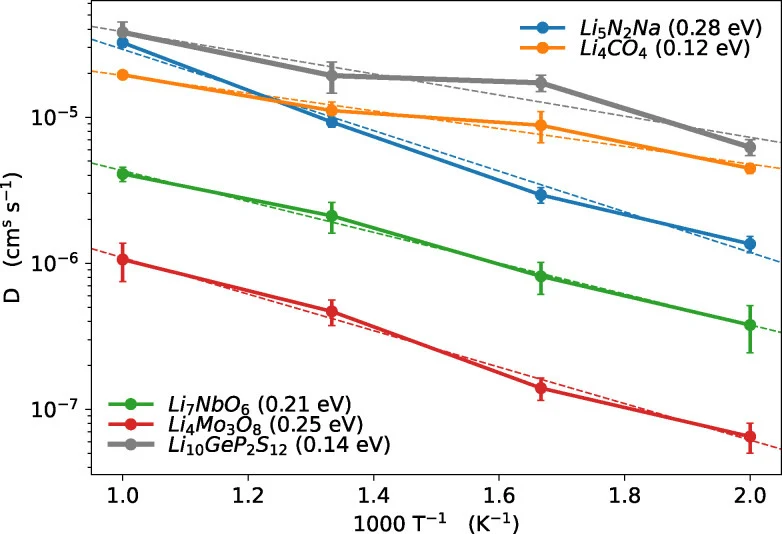 Li₅N₂Na (0.28 eV)
Li₄CO₄ (0.12 eV)
10⁻⁵
10⁻⁶
10⁻⁷
D (cmˢ s⁻¹)
Li₇NbO₆ (0.21 eV)
Li₄Mo₃O₈ (0.25 eV)
Li₁₀GeP₂S₁₂ (0.14 eV)
1.0 1.2 1.4 1.6 1.8 2.0
1000 T⁻¹ (K⁻¹)